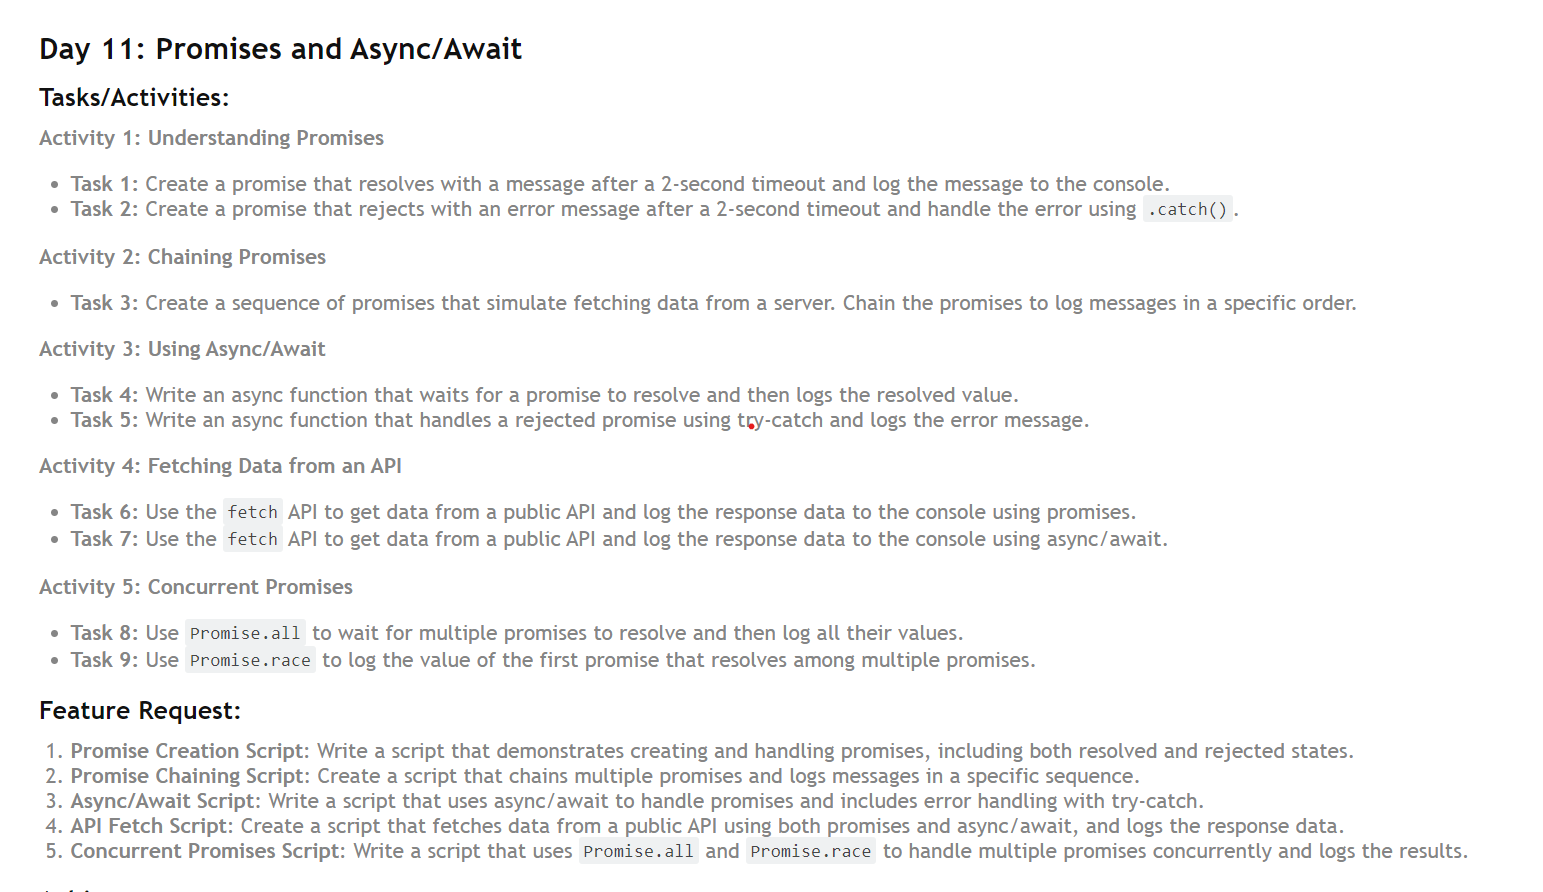 Day 11: Promises and Async/Await
Tasks/Activities:
Activity 1: Understanding Promises
• Task 1: Create a promise that resolves with a message after a 2-second timeout and log the message to the console.
• Task 2: Create a promise that rejects with an error message after a 2-second timeout and handle the error using .catch().
Activity 2: Chaining Promises
• Task 3: Create a sequence of promises that simulate fetching data from a server. Chain the promises to log messages in a specific order.
Activity 3: Using Async/Await
• Task 4: Write an async function that waits for a promise to resolve and then logs the resolved value.
• Task 5: Write an async function that handles a rejected promise using try-catch and logs the error message.
Activity 4: Fetching Data from an API
• Task 6: Use the fetch API to get data from a public API and log the response data to the console using promises.
• Task 7: Use the fetch API to get data from a public API and log the response data to the console using async/await.
Activity 5: Concurrent Promises
• Task 8: Use Promise.all to wait for multiple promises to resolve and then log all their values.
• Task 9: Use Promise.race to log the value of the first promise that resolves among multiple promises.
Feature Request:
1. Promise Creation Script: Write a script that demonstrates creating and handling promises, including both resolved and rejected states.
2. Promise Chaining Script: Create a script that chains multiple promises and logs messages in a specific sequence.
3. Async/Await Script: Write a script that uses async/await to handle promises and includes error handling with try-catch.
4. API Fetch Script: Create a script that fetches data from a public API using both promises and async/await, and logs the response data.
5. Concurrent Promises Script: Write a script that uses Promise.all and Promise.race to handle multiple promises concurrently and logs the results.